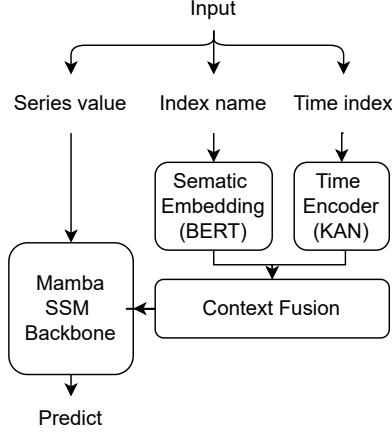 Input
Series value
Index name
Time index
Sematic
Embedding
(BERT)
Time
Encoder
(KAN)
Mamba
SSM
Backbone
Context Fusion
Predict